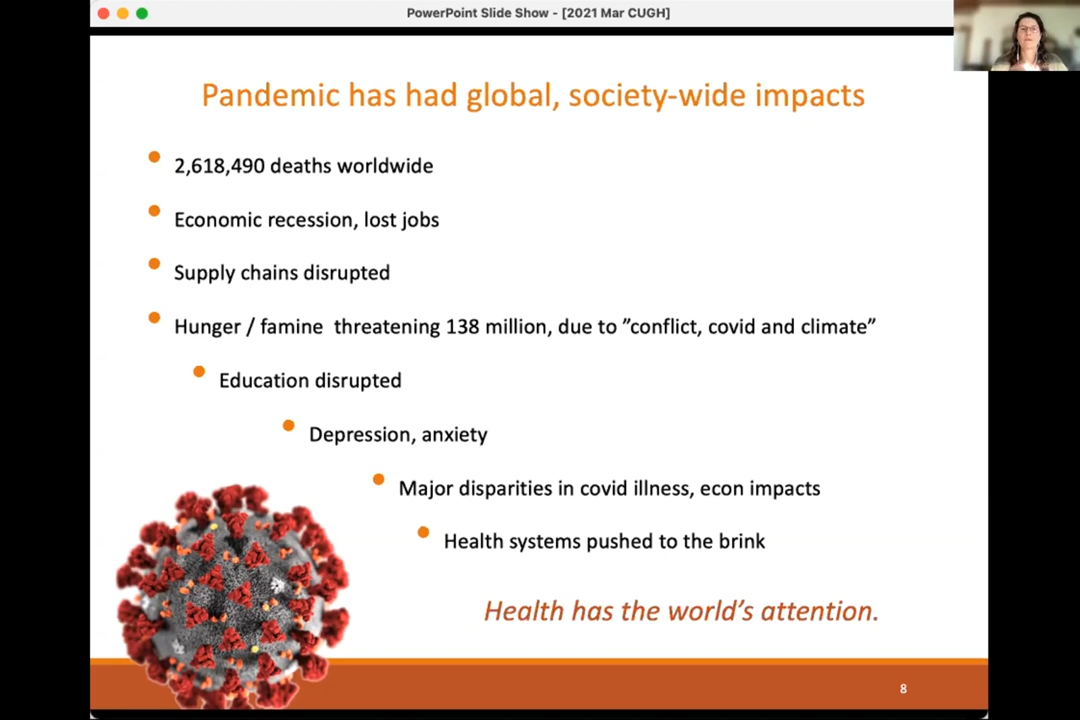 PowerPoint Slide Show - [2021 Mar CUGH]
Pandemic has had global, society-wide impacts
• 2,618,490 deaths worldwide
• Economic recession, lost jobs
• Supply chains disrupted
• Hunger / famine  threatening 138 million, due to ”conflict, covid and climate”
• Education disrupted
• Depression, anxiety
• Major disparities in covid illness, econ impacts
• Health systems pushed to the brink
Health has the world’s attention.
8